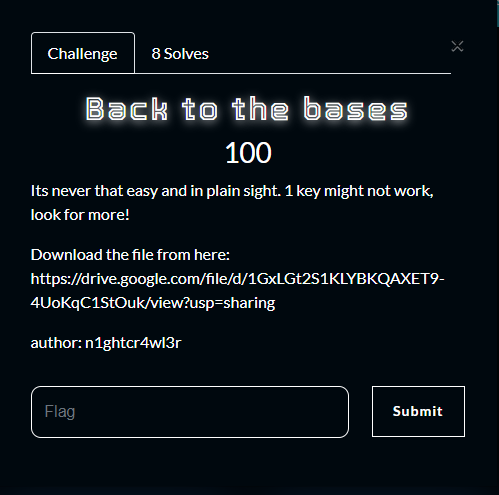 Challenge 8 Solves
Back to the bases
100
Its never that easy and in plain sight. 1 key might not work,
look for more!
Download the file from here:
https://drive.google.com/file/d/1GxLGt2S1KLYBKQAXET9-
4UoKqC1StOuk/view?usp=sharing
author: n1ghtcr4wl3r
Flag Submit